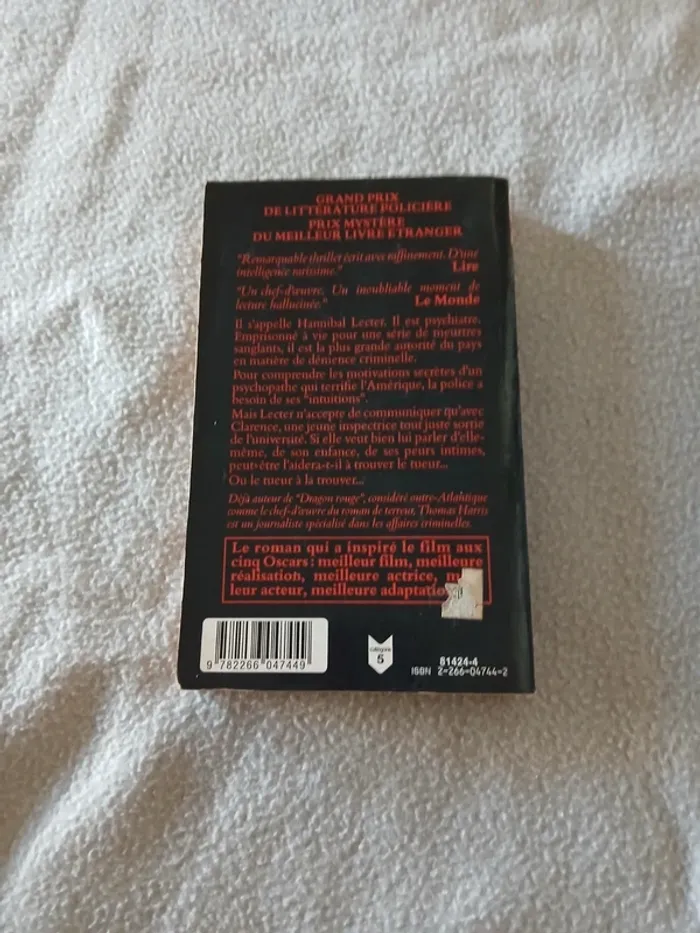 GRAND PRIX
DE LITTÉRATURE POLICIÈRE
PRIX MYSTÈRE
DU MEILLEUR LIVRE ÉTRANGER
"Remarquable thriller écrit avec raffinement. D'une
intelligence rarissime." Lire
"Un chef-d'œuvre. Un inoubliable moment de
lecture hallucinée." Le Monde
Il s'appelle Hannibal Lecter. Il est psychiatre.
Emprisonné à vie pour une série de meurtres
sanglants, il est la plus grande autorité du pays
en matière de démence criminelle.
Pour comprendre les motivations secrètes d'un
psychopathe qui terrifie l'Amérique, la police a
besoin de ses "intuitions".
Mais Lecter n'accepte de communiquer qu'avec
Clarence, une jeune inspectrice tout juste sortie
de l'université. Si elle veut bien lui parler d'elle-
même, de son enfance, de ses peurs intimes,
peut-être l'aidera-t-il à trouver le tueur...
Ou le tueur à la trouver...
Déjà auteur de "Dragon rouge", considéré outre-Atlantique
comme le chef-d'œuvre du roman de terreur, Thomas Harris
est un journaliste spécialisé dans les affaires criminelles.
Le roman qui a inspiré le film aux
cinq Oscars : meilleur film, meilleure
réalisation, meilleure actrice,
leur acteur, meilleure
9 782266 047449
catégorie
5
81424-4
ISBN 2-266-04744-2